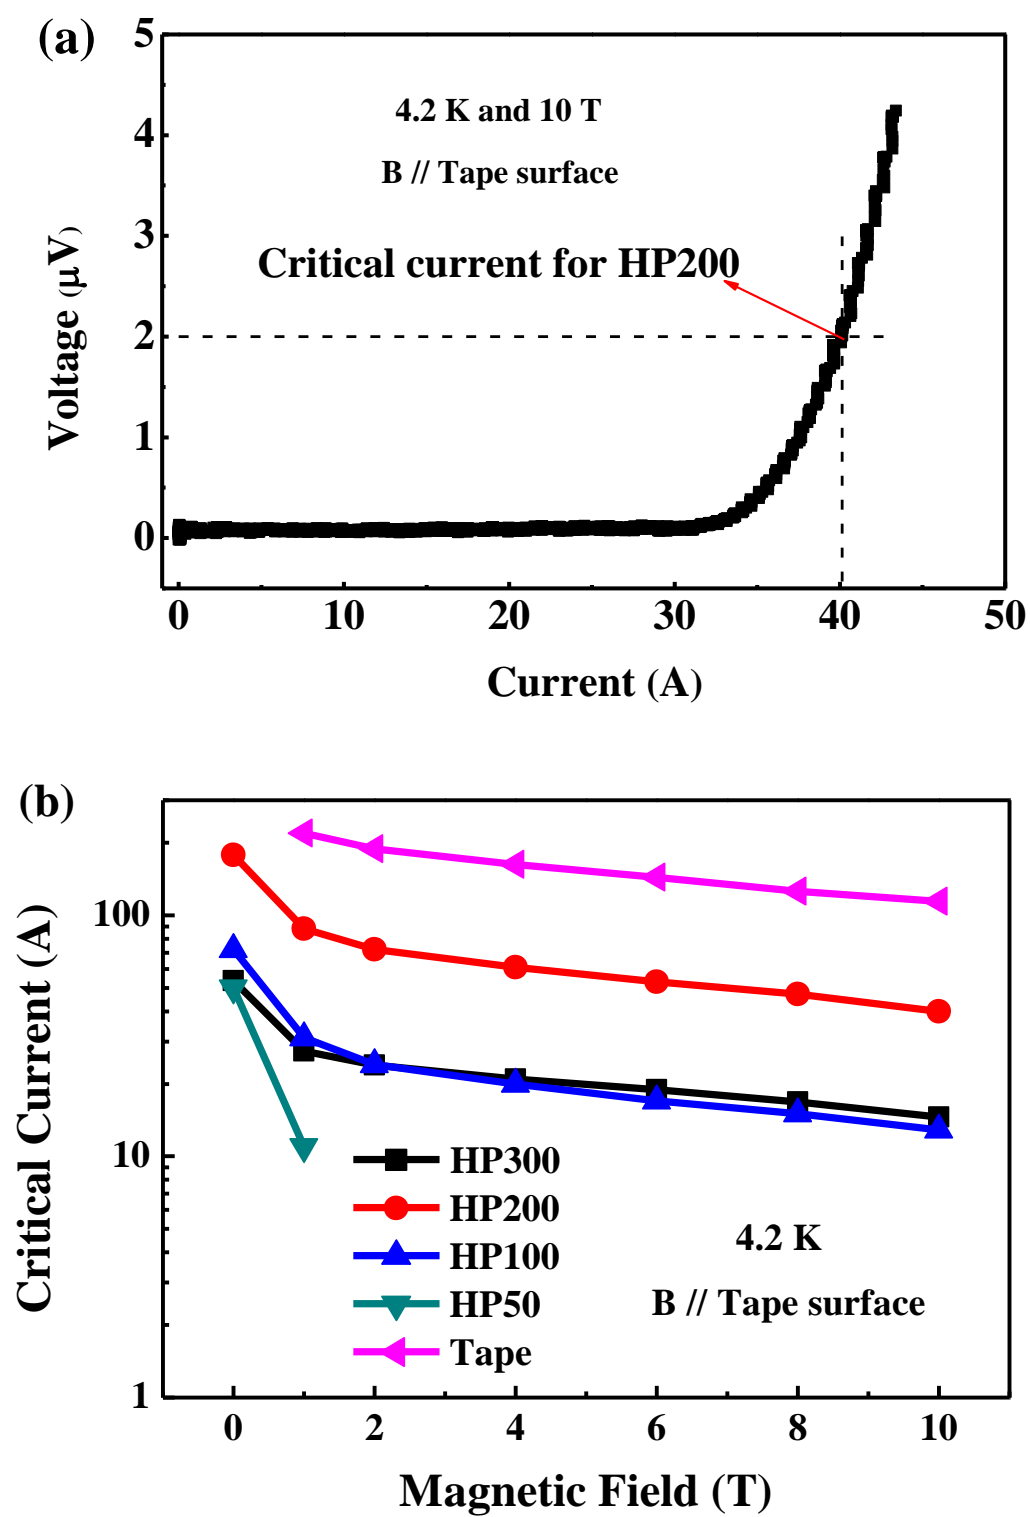 (a)
5
4
3
2
1
0
Voltage (μV)
4.2 K and 10 T
B // Tape surface
Critical current for HP200
0 10 20 30 40 50
Current (A)
(b)
100
10
1
Critical Current (A)
HP300
HP200
HP100
HP50
Tape
4.2 K
B // Tape surface
0 2 4 6 8 10
Magnetic Field (T)